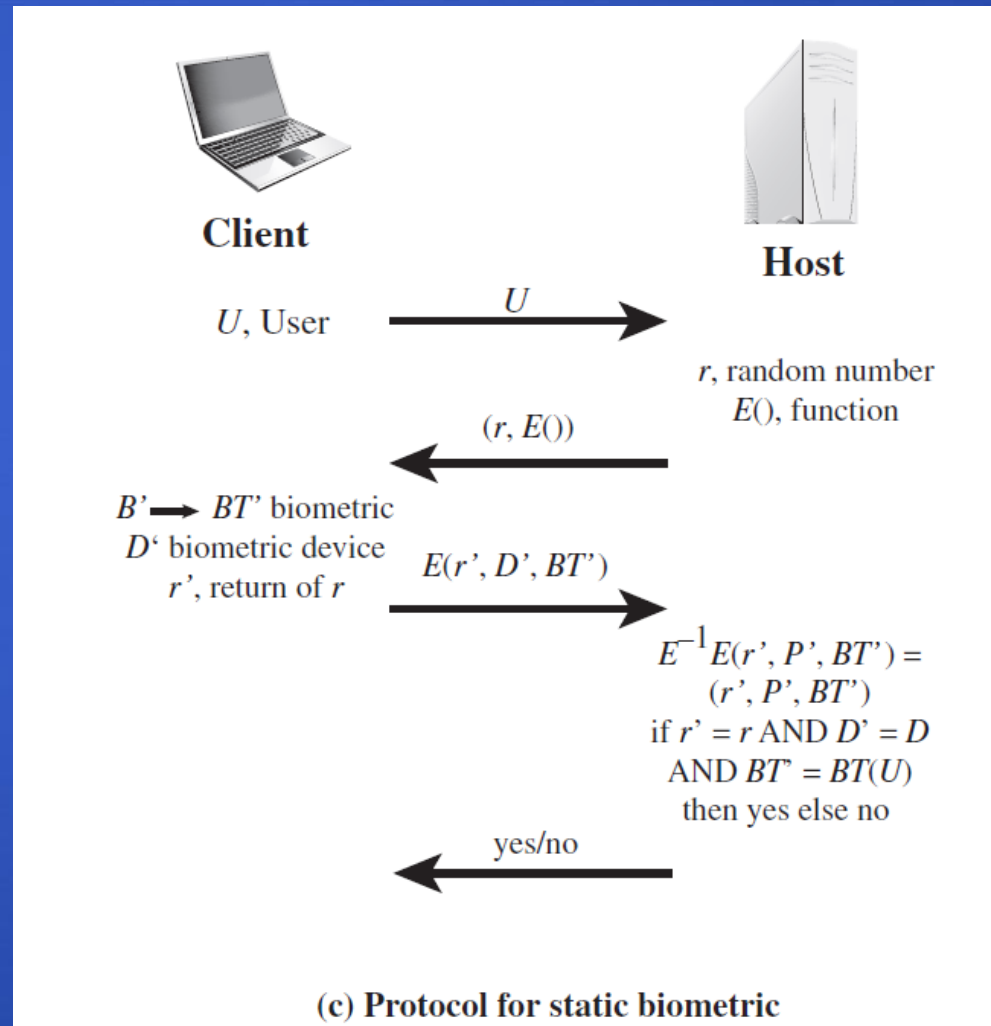 Client
Host
U, User
U
r, random number
E(), function
(r, E())
B’ → BT’ biometric
D‘ biometric device
r’, return of r
E(r’, D’, BT’)
E⁻¹E(r’, P’, BT’) =
(r’, P’, BT’)
if r’ = r AND D’ = D
AND BT’ = BT(U)
then yes else no
yes/no
(c) Protocol for static biometric